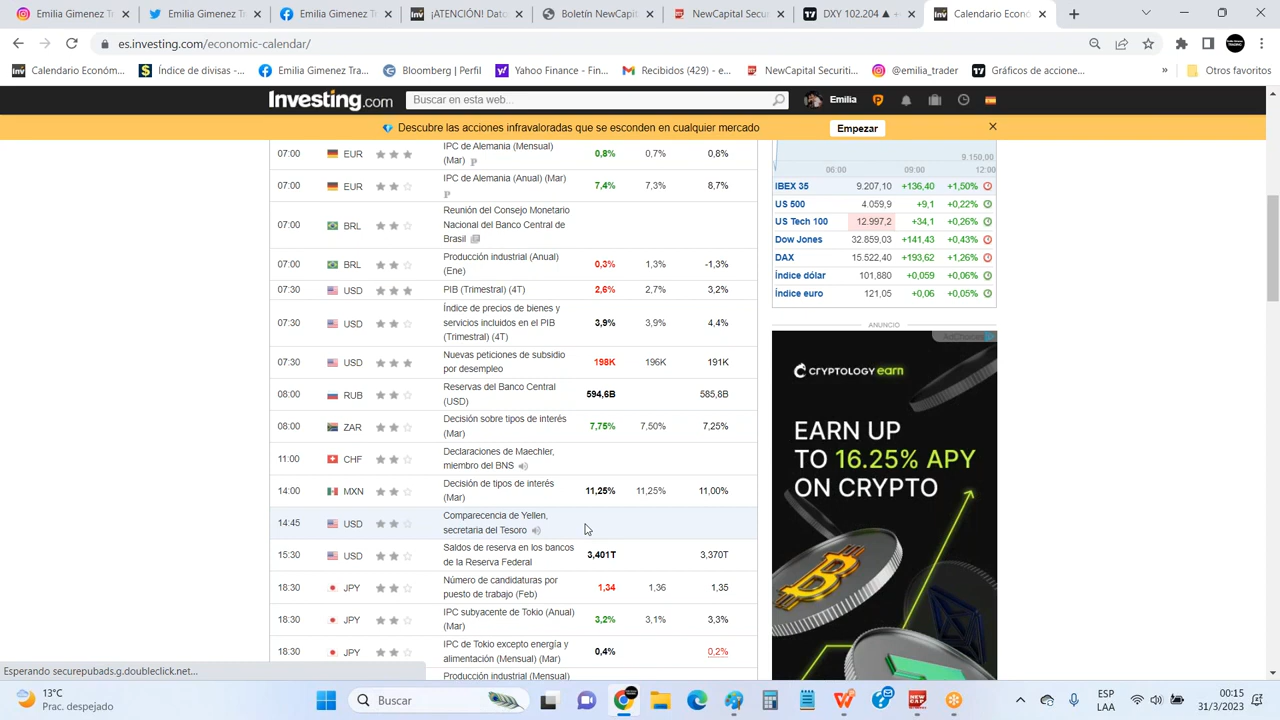 Emilia Gimenez T
Emilia Gimenez Tr
Emilia Gimenez Tr
¡ATENCIÓN! Dato
Boletín NewCapit
NewCapital Secu
DXY 102.204 ▲ +
Calendario Econó
es.investing.com/economic-calendar/
Calendario Económ...
Índice de divisas -...
Emilia Gimenez Tra...
Bloomberg | Perfil
Yahoo Finance - Fin...
Recibidos (429) - e...
NewCapital Securiti...
@emilia_trader
Gráficos de accione...
»
Otros favoritos
Investing.com
Buscar en esta web...
Emilia
Descubre las acciones infravaloradas que se esconden en cualquier mercado
Empezar
07:00 EUR IPC de Alemania (Mensual) 0,8% 0,7% 0,8%
(Mar) P
07:00 EUR IPC de Alemania (Anual) (Mar) 7,4% 7,3% 8,7%
P
07:00 BRL Reunión del Consejo Monetario
Nacional del Banco Central de
Brasil
07:00 BRL Producción industrial (Anual) 0,3% 1,3% -1,3%
(Ene)
07:30 USD PIB (Trimestral) (4T) 2,6% 2,7% 3,2%
07:30 USD Índice de precios de bienes y
servicios incluidos en el PIB 3,9% 3,9% 4,4%
(Trimestral) (4T)
07:30 USD Nuevas peticiones de subsidio 198K 196K 191K
por desempleo
08:00 RUB Reservas del Banco Central 594,6B 585,8B
(USD)
08:00 ZAR Decisión sobre tipos de interés 7,75% 7,50% 7,25%
(Mar)
11:00 CHF Declaraciones de Maechler,
miembro del BNS
14:00 MXN Decisión de tipos de interés 11,25% 11,25% 11,00%
(Mar)
14:45 USD Comparecencia de Yellen,
secretaria del Tesoro
15:30 USD Saldos de reserva en los bancos 3,401T 3,370T
de la Reserva Federal
18:30 JPY Número de candidaturas por 1,34 1,36 1,35
puesto de trabajo (Feb)
18:30 JPY IPC subyacente de Tokio (Anual) 3,2% 3,1% 3,3%
(Mar)
18:30 JPY IPC de Tokio excepto energía y 0,4% 0,2%
alimentación (Mensual) (Mar)
Producción industrial (Mensual)
9.150,00
06:00 09:00 12:00
IBEX 35 9.207,10 +136,40 +1,50%
US 500 4.059,9 +9,1 +0,22%
US Tech 100 12.997,2 +34,1 +0,26%
Dow Jones 32.859,03 +141,43 +0,43%
DAX 15.522,40 +193,62 +1,26%
Índice dólar 101,880 +0,059 +0,06%
Índice euro 121,05 +0,06 +0,05%
ANUNCIO
AdChoices
CRYPTOLOGY earn
EARN UP
TO 16.25% APY
ON CRYPTO
Esperando securepubads.g.doubleclick.net...
13°C
Prac. despejado
Buscar
ESP
LAA
00:15
31/3/2023